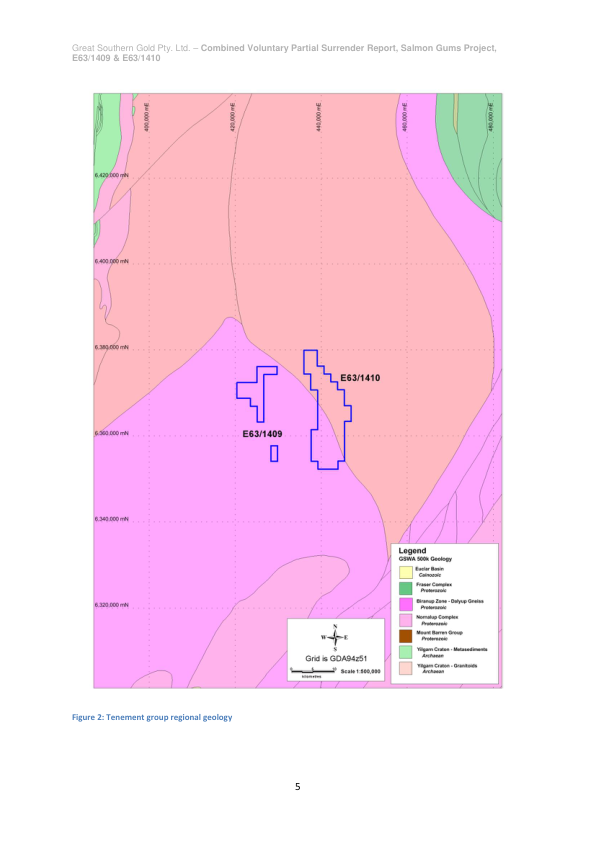 Great Southern Gold Pty. Ltd. – Combined Voluntary Partial Surrender Report, Salmon Gums Project,
E63/1409 & E63/1410
400,000 mE
420,000 mE
440,000 mE
460,000 mE
480,000 mE
6,420,000 mN
6,400,000 mN
6,380,000 mN
E63/1410
6,360,000 mN
E63/1409
6,340,000 mN
6,320,000 mN
Legend
GSWA 500k Geology
Eucla Basin
Cainozoic
Fraser Complex
Proterozoic
Biranup Zone - Dalyup Gneiss
Proterozoic
Nornalup Complex
Proterozoic
Mount Barren Group
Proterozoic
Yilgarn Craton - Metasediments
Archaean
Yilgarn Craton - Granitoids
Archaean
N
W E
S
Grid is GDA94z51
Scale 1:500,000
kilometres
Figure 2: Tenement group regional geology
5